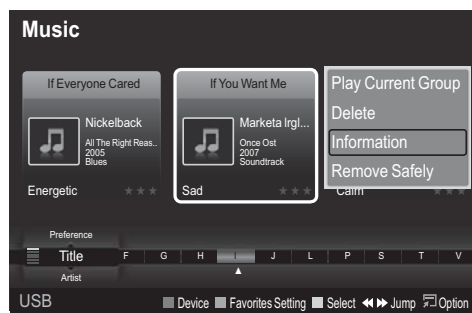 Music
If Everyone Cared
Nickelback
All The Right Reas..
2005
Blues
Energetic
If You Want Me
Marketa Irgl...
Once Ost
2007
Soundtrack
Sad
Play Current Group
Delete
Information
Remove Safely
Calm
Preference
Title F G H I J L P S T V
Artist
USB Device Favorites Setting Select Jump Option